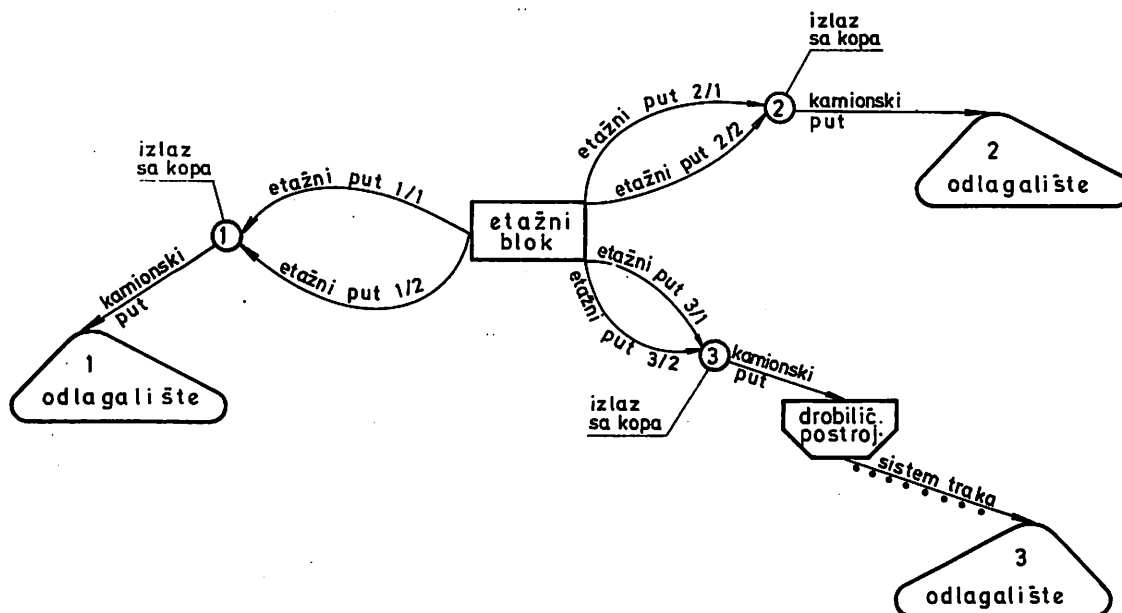 izlaz
sa kopa
etažni put 2/1
2
kamionski
put
etažni put 2/2
2
odlagalište
izlaz
sa kopa
etažni put 1/1
1
etažni
blok
etažni put 1/2
kamionski
put
1
odlagalište
etažni put 3/1
etažni put 3/2
3
kamionski
put
izlaz
sa kopa
drobilič.
postroj.
sistem traka
3
odlagalište